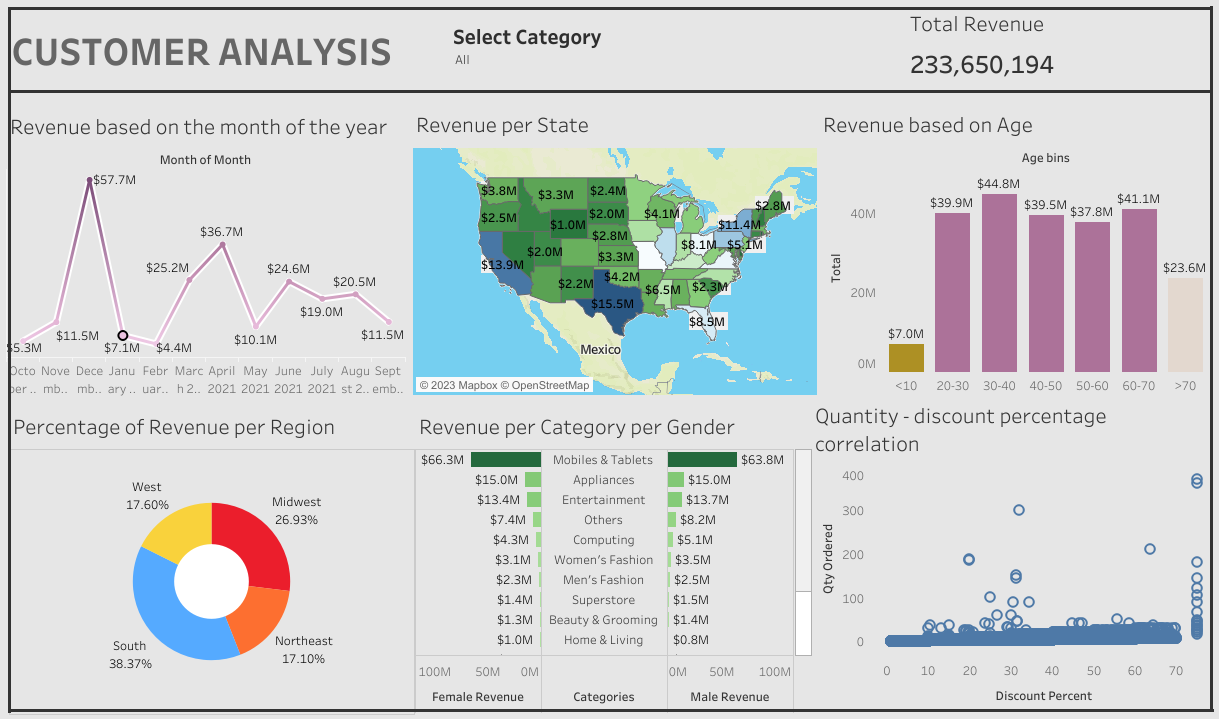 CUSTOMER ANALYSIS
Select Category
All
Total Revenue
233,650,194
Revenue based on the month of the year
Month of Month
$57.7M
$36.7M
$25.2M
$24.6M
$20.5M
$19.0M
$11.5M
$11.5M
$10.1M
$5.3M
$7.1M
$4.4M
Octo Nove Dece Janu Febr Marc April May June July Augu Sept
ber .. mb.. mb.. ary .. uar.. h 2.. 2021 2021 2021 2021 st 2.. emb..
Revenue per State
$3.8M
$3.3M
$2.4M
$2.8M
$2.5M
$1.0M
$2.0M
$4.1M
$11.4M
$2.8M
$8.1M
$5.1M
$13.9M
$2.0M
$3.3M
$2.2M
$4.2M
$6.5M
$2.3M
$15.5M
$8.5M
Mexico
© 2023 Mapbox © OpenStreetMap
Revenue based on Age
Age bins
Total
40M
20M
0M
$7.0M
$39.9M
$44.8M
$39.5M
$37.8M
$41.1M
$23.6M
<10 20-30 30-40 40-50 50-60 60-70 >70
Percentage of Revenue per Region
West
17.60%
Midwest
26.93%
South
38.37%
Northeast
17.10%
Revenue per Category per Gender
$66.3M Mobiles & Tablets $63.8M
$15.0M Appliances $15.0M
$13.4M Entertainment $13.7M
$7.4M Others $8.2M
$4.3M Computing $5.1M
$3.1M Women's Fashion $3.5M
$2.3M Men's Fashion $2.5M
$1.4M Superstore $1.5M
$1.3M Beauty & Grooming $1.4M
$1.0M Home & Living $0.8M
100M 50M 0M 0M 100M
Female Revenue Categories Male Revenue
Quantity - discount percentage
correlation
Qty Ordered
400
300
200
100
0
0 10 20 30 40 50 60 70
Discount Percent